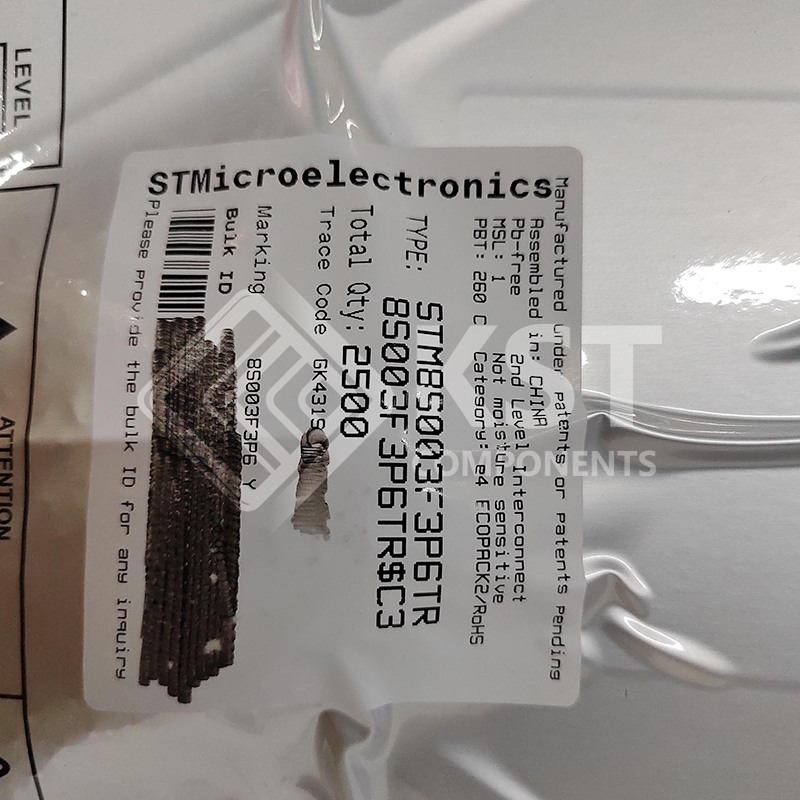 STMicroelectronics
Manufactured under patents or patents pending
Assembled in: CHINA
Pb-free 2nd Level Interconnect
MSL: 1 Not moisture sensitive
PBT: 260 C Category: e4 ECOPACK2/RoHS
TYPE: STM8S003F3P6TR
8S003F3P6TR$C3
Total Qty: 2500
Trace Code GK431S
Marking 8S003F3P6 Y
Bulk ID
Please provide the bulk ID for any inquiry
LEVEL
ATTENTION
KST
COMPONENTS